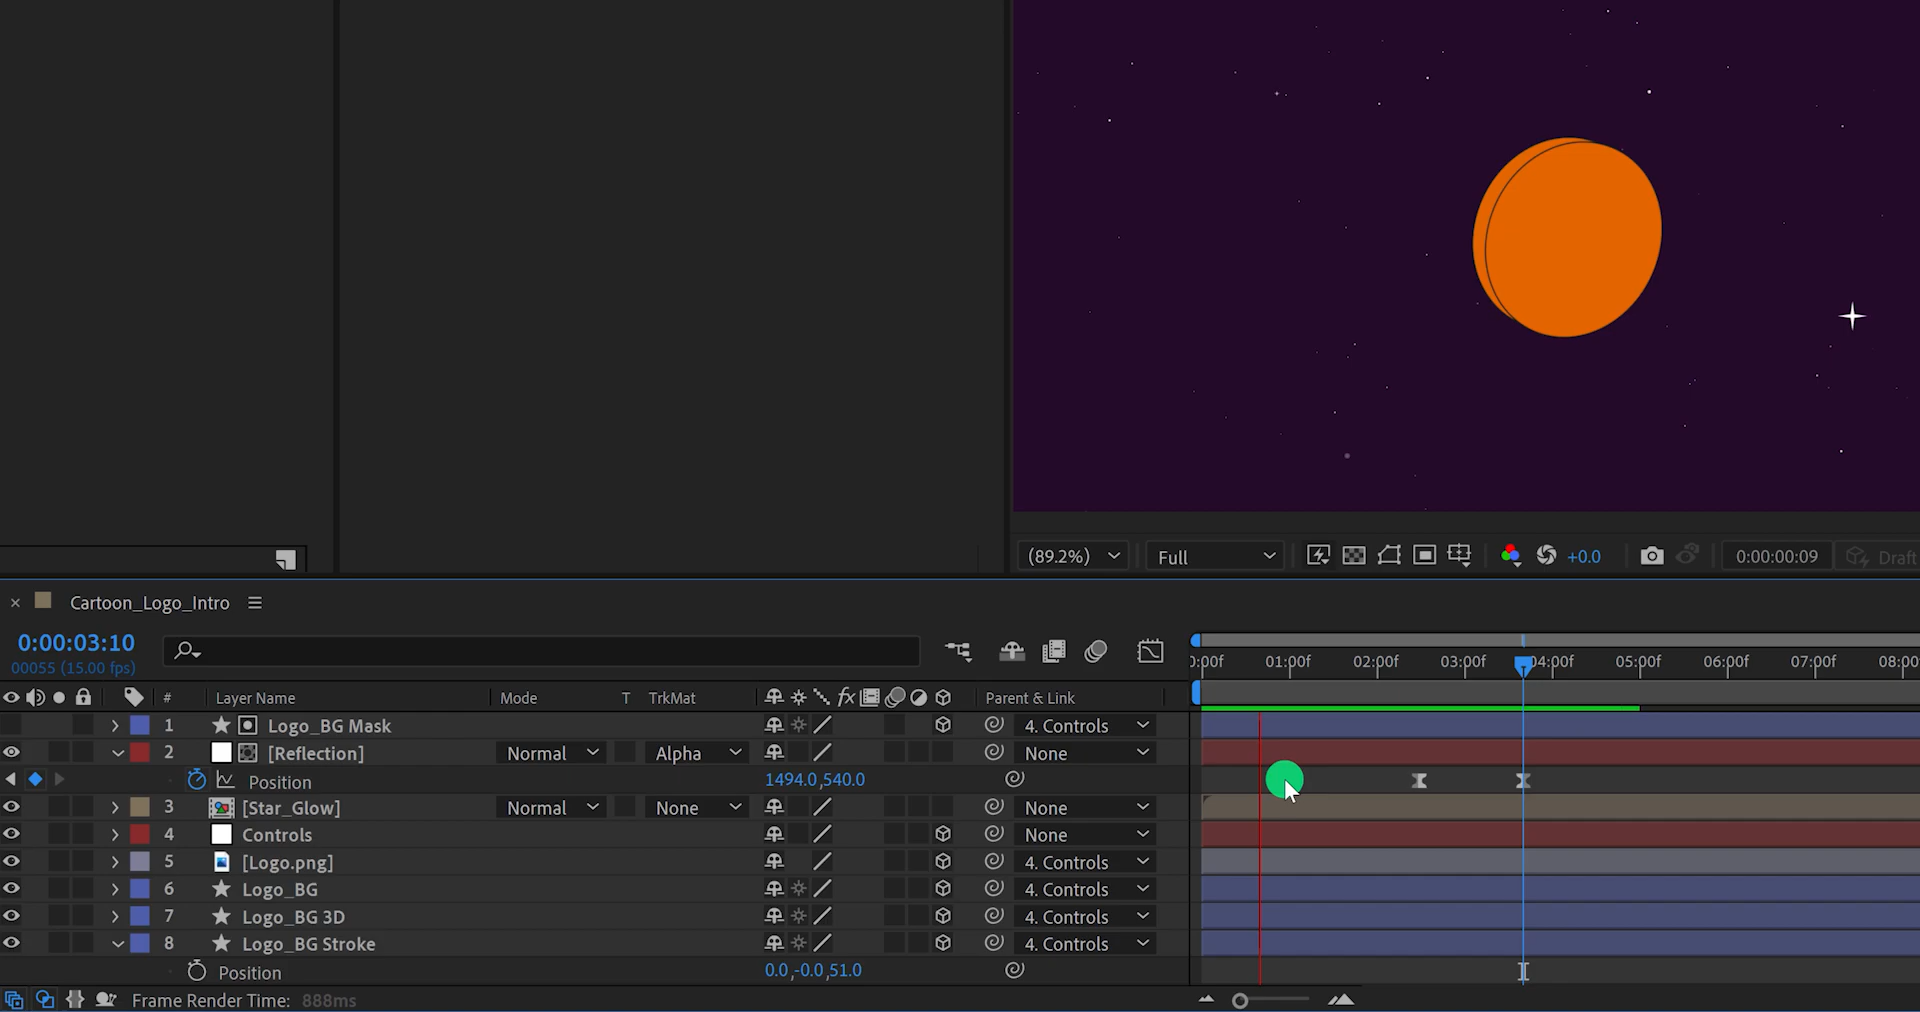 (89.2%) Full +0.0 0:00:00:09 Draft
Cartoon_Logo_Intro
0:00:03:10
00055 (15.00 fps)
0:00f 01:00f 02:00f 03:00f 04:00f 05:00f 06:00f 07:00f 08:00
# Layer Name Mode T TrkMat fx Parent & Link
1 Logo_BG Mask 4. Controls
2 [Reflection] Normal Alpha None
Position 1494.0,540.0
3 [Star_Glow] Normal None None
4 Controls None
5 [Logo.png] 4. Controls
6 Logo_BG 4. Controls
7 Logo_BG 3D 4. Controls
8 Logo_BG Stroke 4. Controls
Position 0.0,-0.0,51.0
Frame Render Time: 888ms